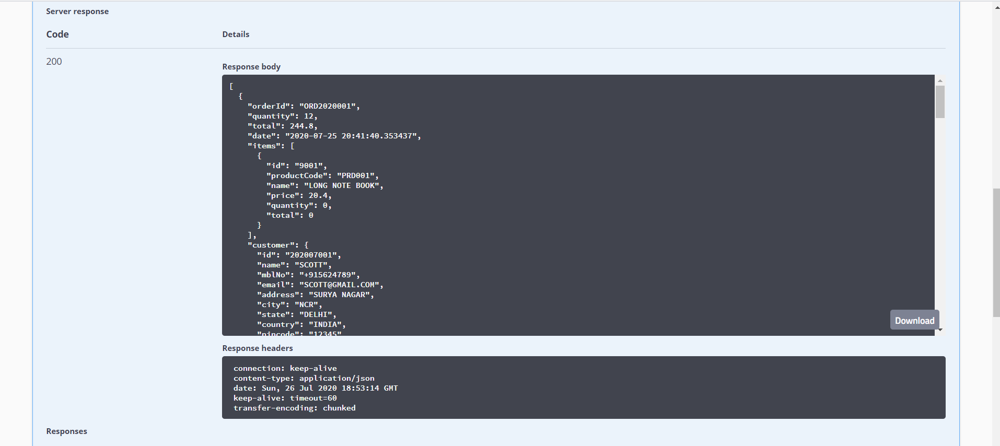 Server response
Code Details
200
Response body
[
  {
    "orderId": "ORD2020001",
    "quantity": 12,
    "total": 244.8,
    "date": "2020-07-25 20:41:40.353437",
    "items": [
      {
        "id": "9001",
        "productCode": "PRD001",
        "name": "LONG NOTE BOOK",
        "price": 20.4,
        "quantity": 0,
        "total": 0
      }
    ],
    "customer": {
      "id": "202007001",
      "name": "SCOTT",
      "mblNo": "+915624789",
      "email": "SCOTT@GMAIL.COM",
      "address": "SURYA NAGAR",
      "city": "NCR",
      "state": "DELHI",
      "country": "INDIA",
      "pincode": "12345"
Download
Response headers
connection: keep-alive
content-type: application/json
date: Sun, 26 Jul 2020 18:53:14 GMT
keep-alive: timeout=60
transfer-encoding: chunked
Responses